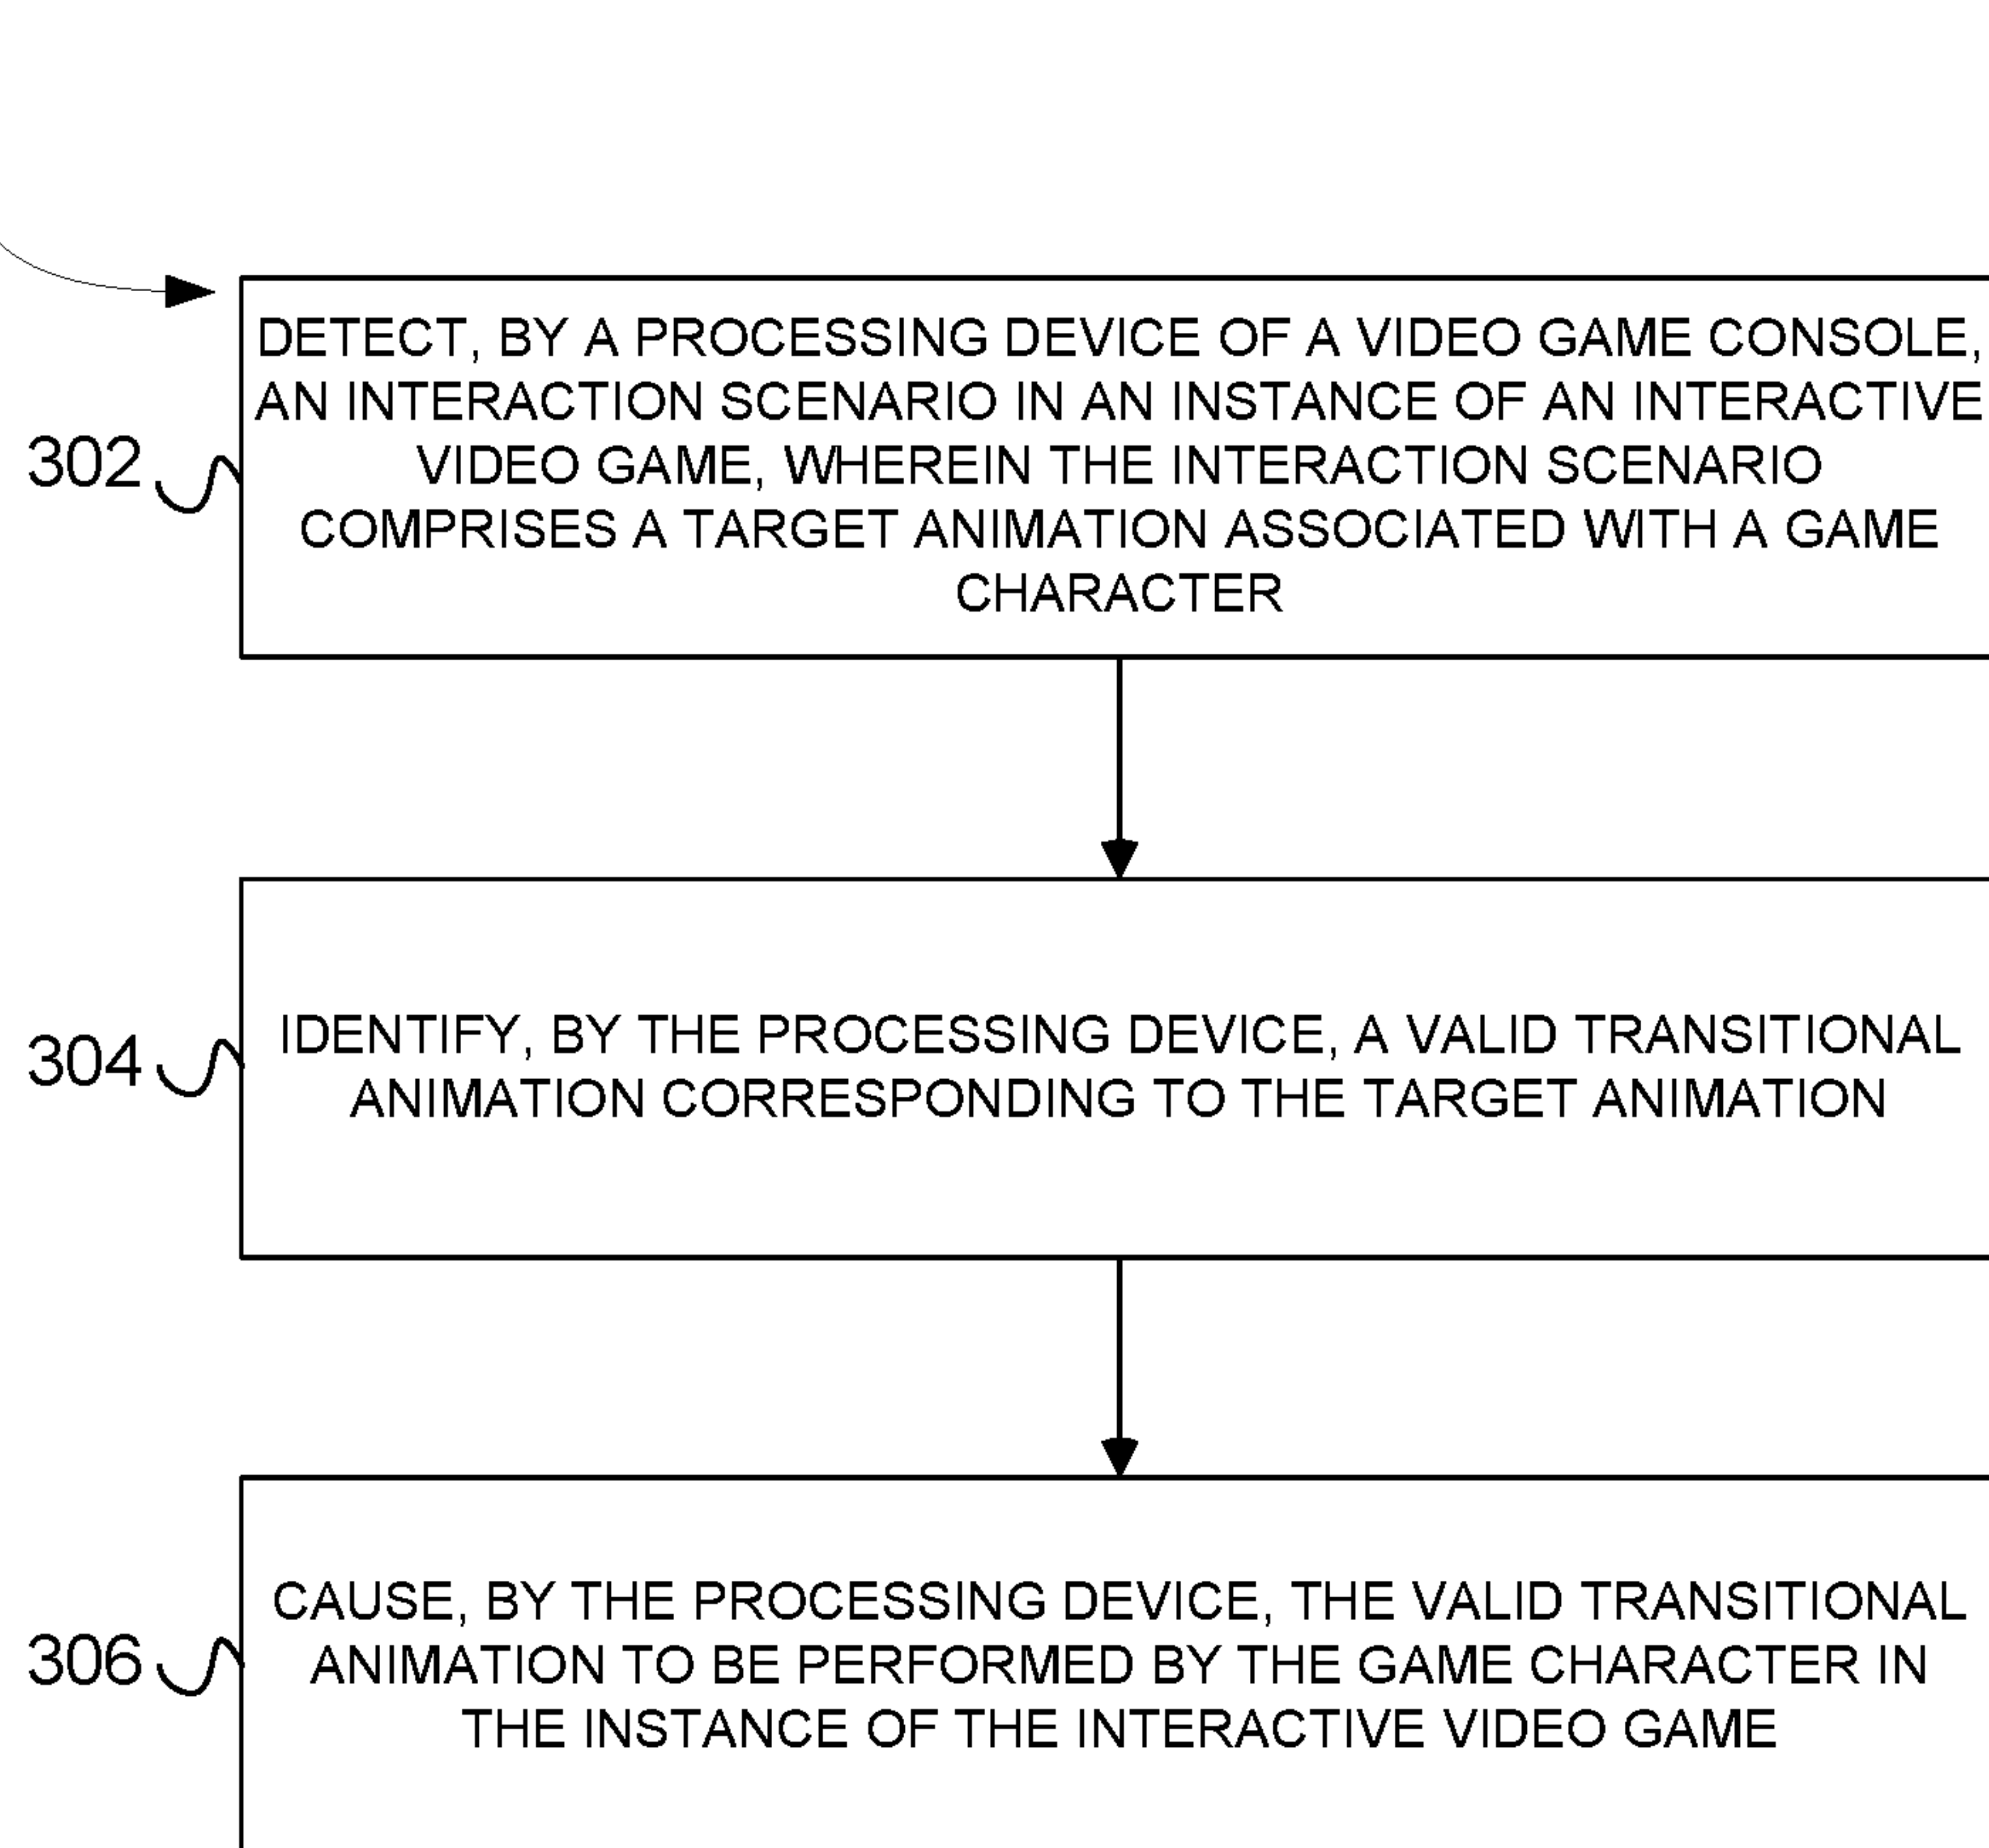 DETECT, BY A PROCESSING DEVICE OF A VIDEO GAME CONSOLE,
AN INTERACTION SCENARIO IN AN INSTANCE OF AN INTERACTIVE
VIDEO GAME, WHEREIN THE INTERACTION SCENARIO
COMPRISES A TARGET ANIMATION ASSOCIATED WITH A GAME
CHARACTER
302
IDENTIFY, BY THE PROCESSING DEVICE, A VALID TRANSITIONAL
ANIMATION CORRESPONDING TO THE TARGET ANIMATION
304
CAUSE, BY THE PROCESSING DEVICE, THE VALID TRANSITIONAL
ANIMATION TO BE PERFORMED BY THE GAME CHARACTER IN
THE INSTANCE OF THE INTERACTIVE VIDEO GAME
306